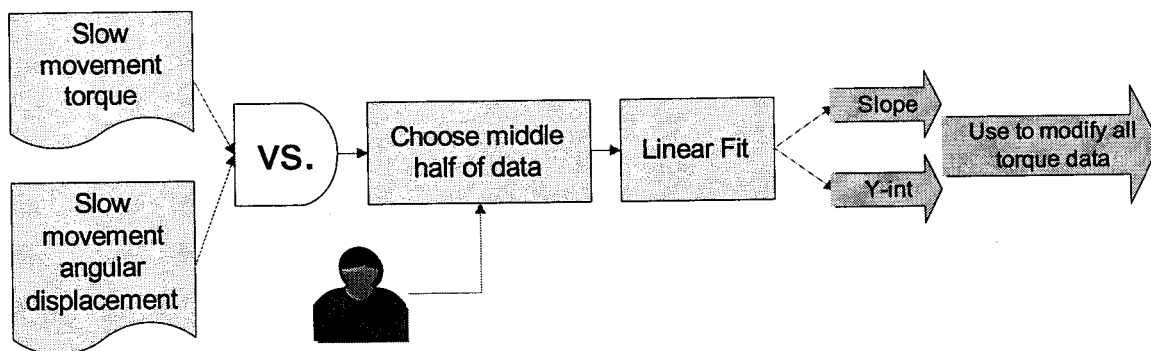 Slow
movement
torque
Slow
movement
angular
displacement
vs.
Choose middle
half of data
Linear Fit
Slope
Y-int
Use to modify all
torque data